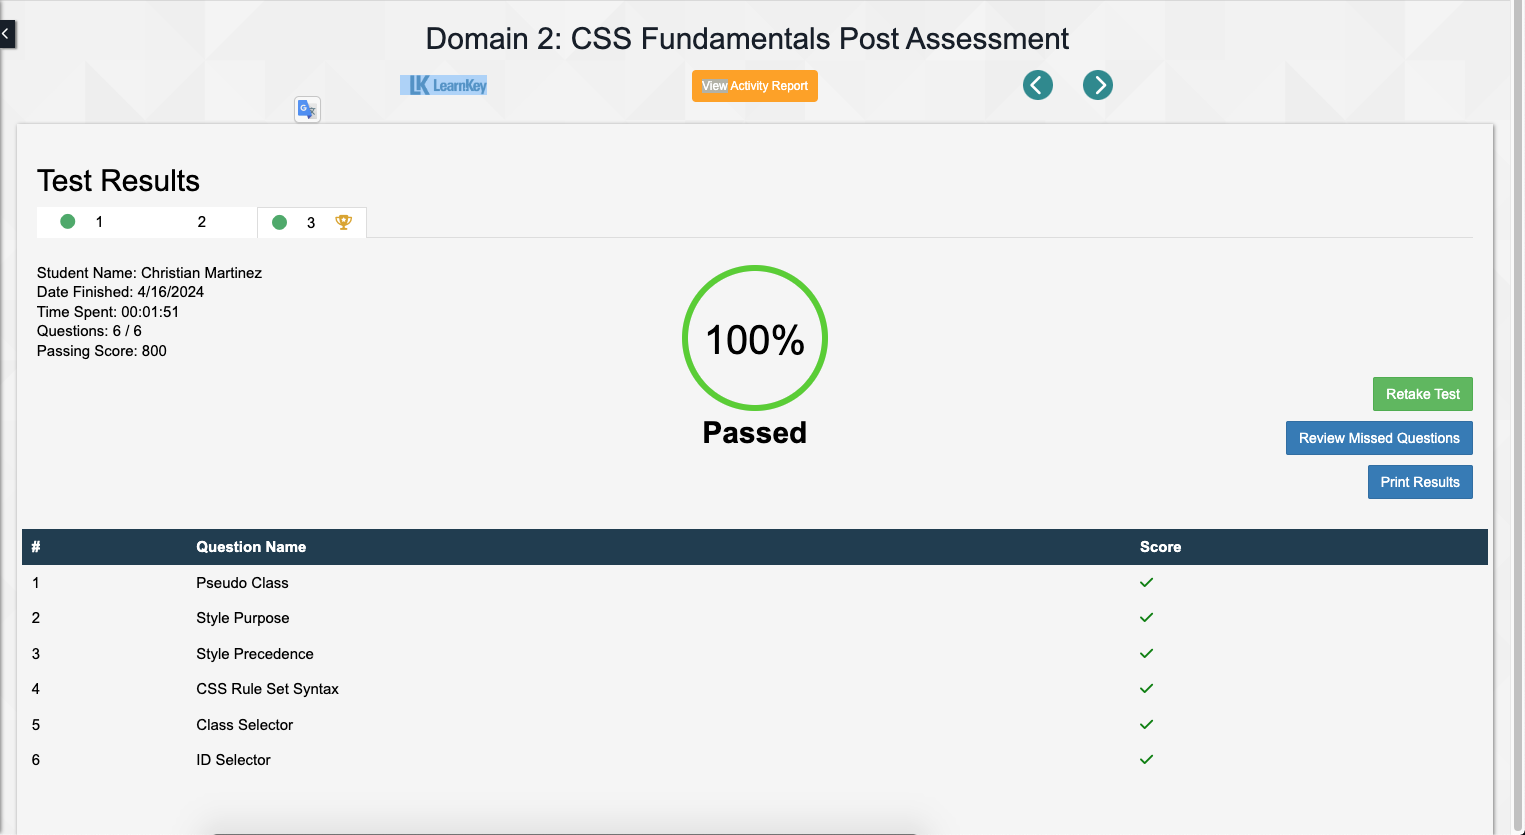 Domain 2: CSS Fundamentals Post Assessment
LK LearnKey
View Activity Report
G
Test Results
1 2 3
Student Name: Christian Martinez
Date Finished: 4/16/2024
Time Spent: 00:01:51
Questions: 6 / 6
Passing Score: 800
100%
Passed
Retake Test
Review Missed Questions
Print Results
# Question Name Score
1 Pseudo Class
2 Style Purpose
3 Style Precedence
4 CSS Rule Set Syntax
5 Class Selector
6 ID Selector